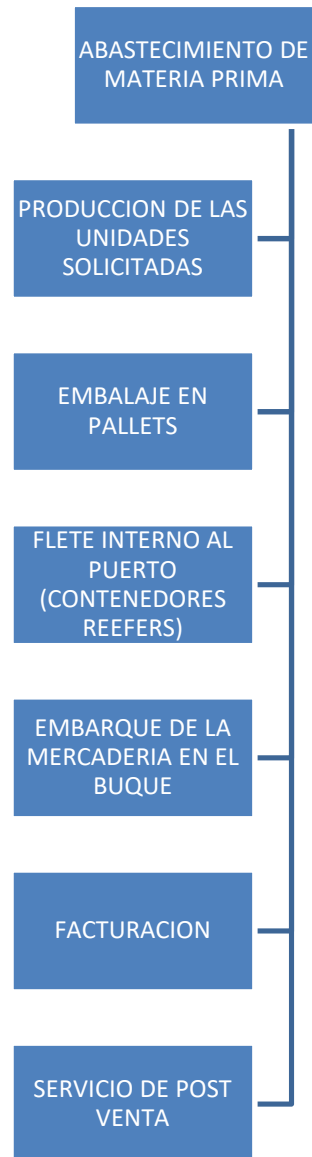 ABASTECIMIENTO DE
MATERIA PRIMA
PRODUCCION DE LAS
UNIDADES
SOLICITADAS
EMBALAJE EN
PALLETS
FLETE INTERNO AL
PUERTO
(CONTENEDORES
REEFERS)
EMBARQUE DE LA
MERCADERIA EN EL
BUQUE
FACTURACION
SERVICIO DE POST
VENTA